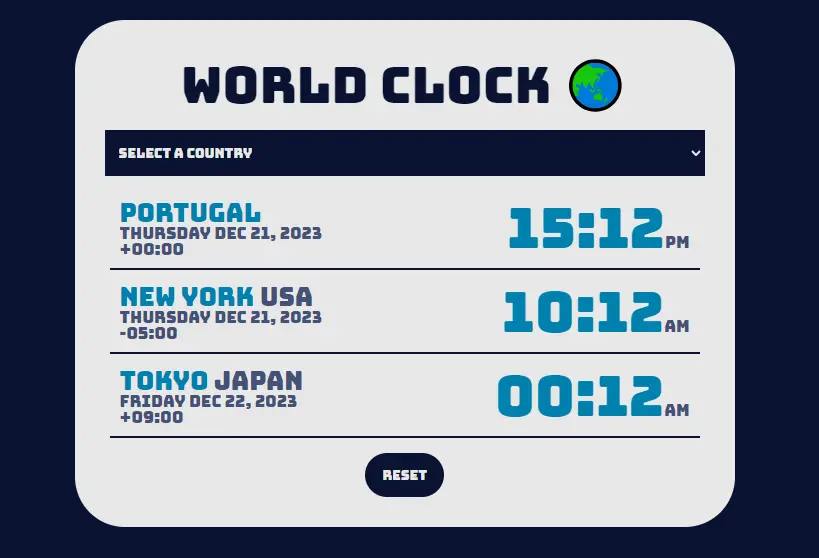 WORLD CLOCK
SELECT A COUNTRY
PORTUGAL
THURSDAY DEC 21, 2023
+00:00
15:12PM
NEW YORK USA
THURSDAY DEC 21, 2023
-05:00
10:12AM
TOKYO JAPAN
FRIDAY DEC 22, 2023
+09:00
00:12AM
RESET